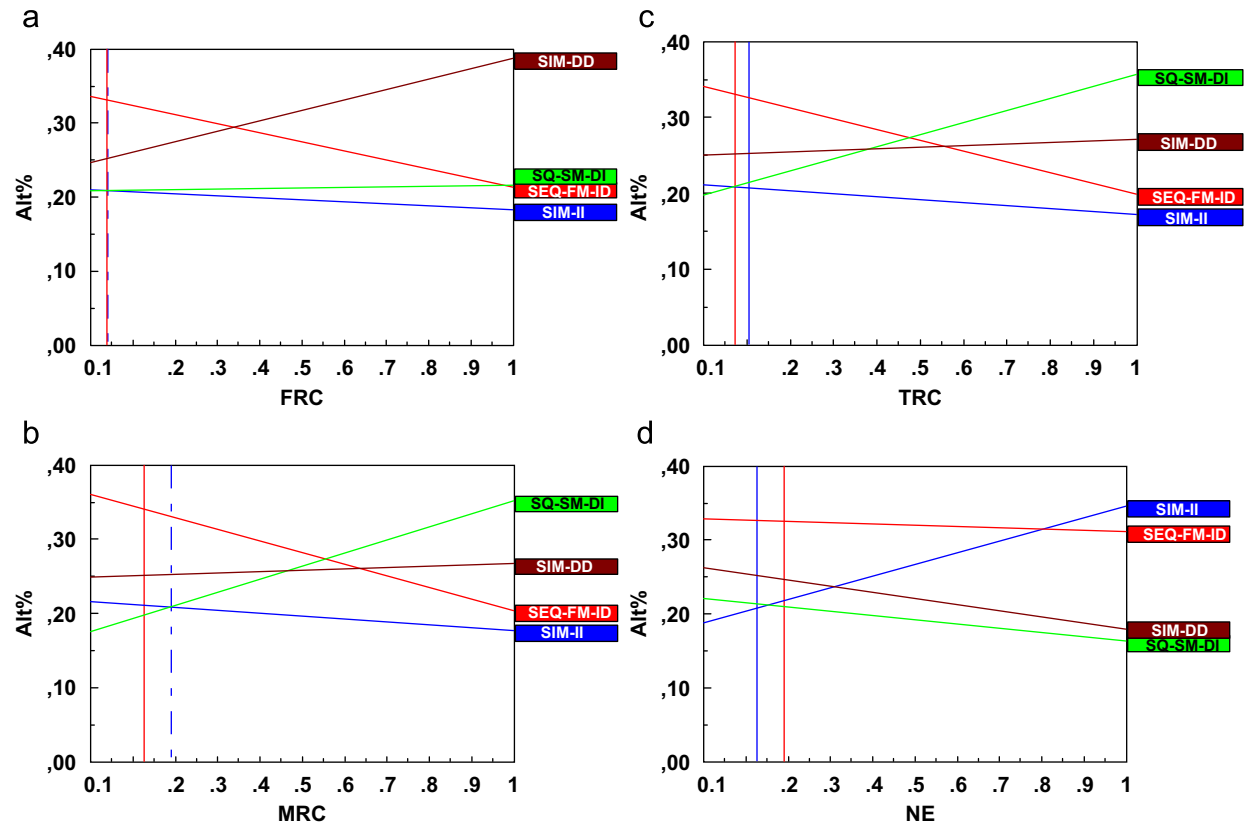 a
,40
,30
,20
,10
,00
Alt%
0.1 .2 .3 .4 .5 .6 .7 .8 .9 1
FRC
SIM-DD
SQ-SM-DI
SEQ-FM-ID
SIM-II
c
,40
,30
,20
,10
,00
Alt%
0.1 .2 .3 .4 .5 .6 .7 .8 .9 1
TRC
SQ-SM-DI
SIM-DD
SEQ-FM-ID
SIM-II
b
,40
,30
,20
,10
,00
Alt%
0.1 .2 .3 .4 .5 .6 .7 .8 .9 1
MRC
SQ-SM-DI
SIM-DD
SEQ-FM-ID
SIM-II
d
,40
,30
,20
,10
,00
Alt%
0.1 .2 .3 .4 .5 .6 .7 .8 .9 1
NE
SIM-II
SEQ-FM-ID
SIM-DD
SQ-SM-DI